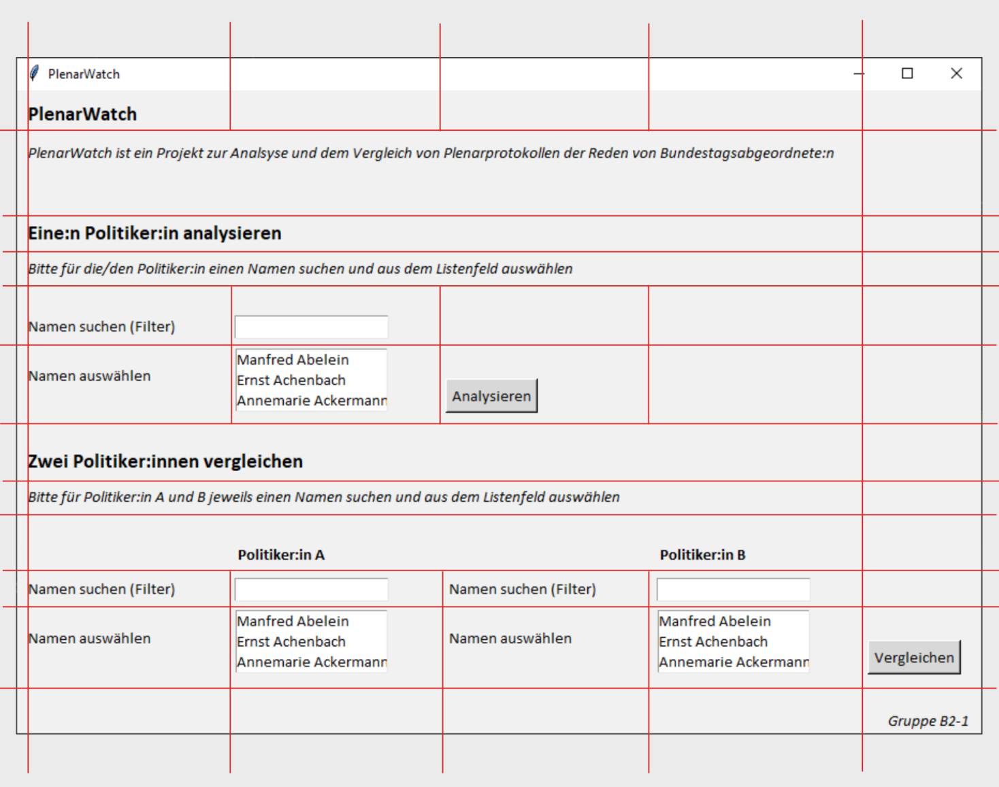 PlenarWatch
PlenarWatch
PlenarWatch ist ein Projekt zur Analsyse und dem Vergleich von Plenarprotokollen der Reden von Bundestagsabgeordnete:n
Eine:n Politiker:in analysieren
Bitte für die/den Politiker:in einen Namen suchen und aus dem Listenfeld auswählen
Namen suchen (Filter)
Namen auswählen
Manfred Abelein
Ernst Achenbach
Annemarie Ackermann
Analysieren
Zwei Politiker:innen vergleichen
Bitte für Politiker:in A und B jeweils einen Namen suchen und aus dem Listenfeld auswählen
Politiker:in A
Politiker:in B
Namen suchen (Filter)
Namen suchen (Filter)
Namen auswählen
Manfred Abelein
Ernst Achenbach
Annemarie Ackermann
Namen auswählen
Manfred Abelein
Ernst Achenbach
Annemarie Ackermann
Vergleichen
Gruppe B2-1